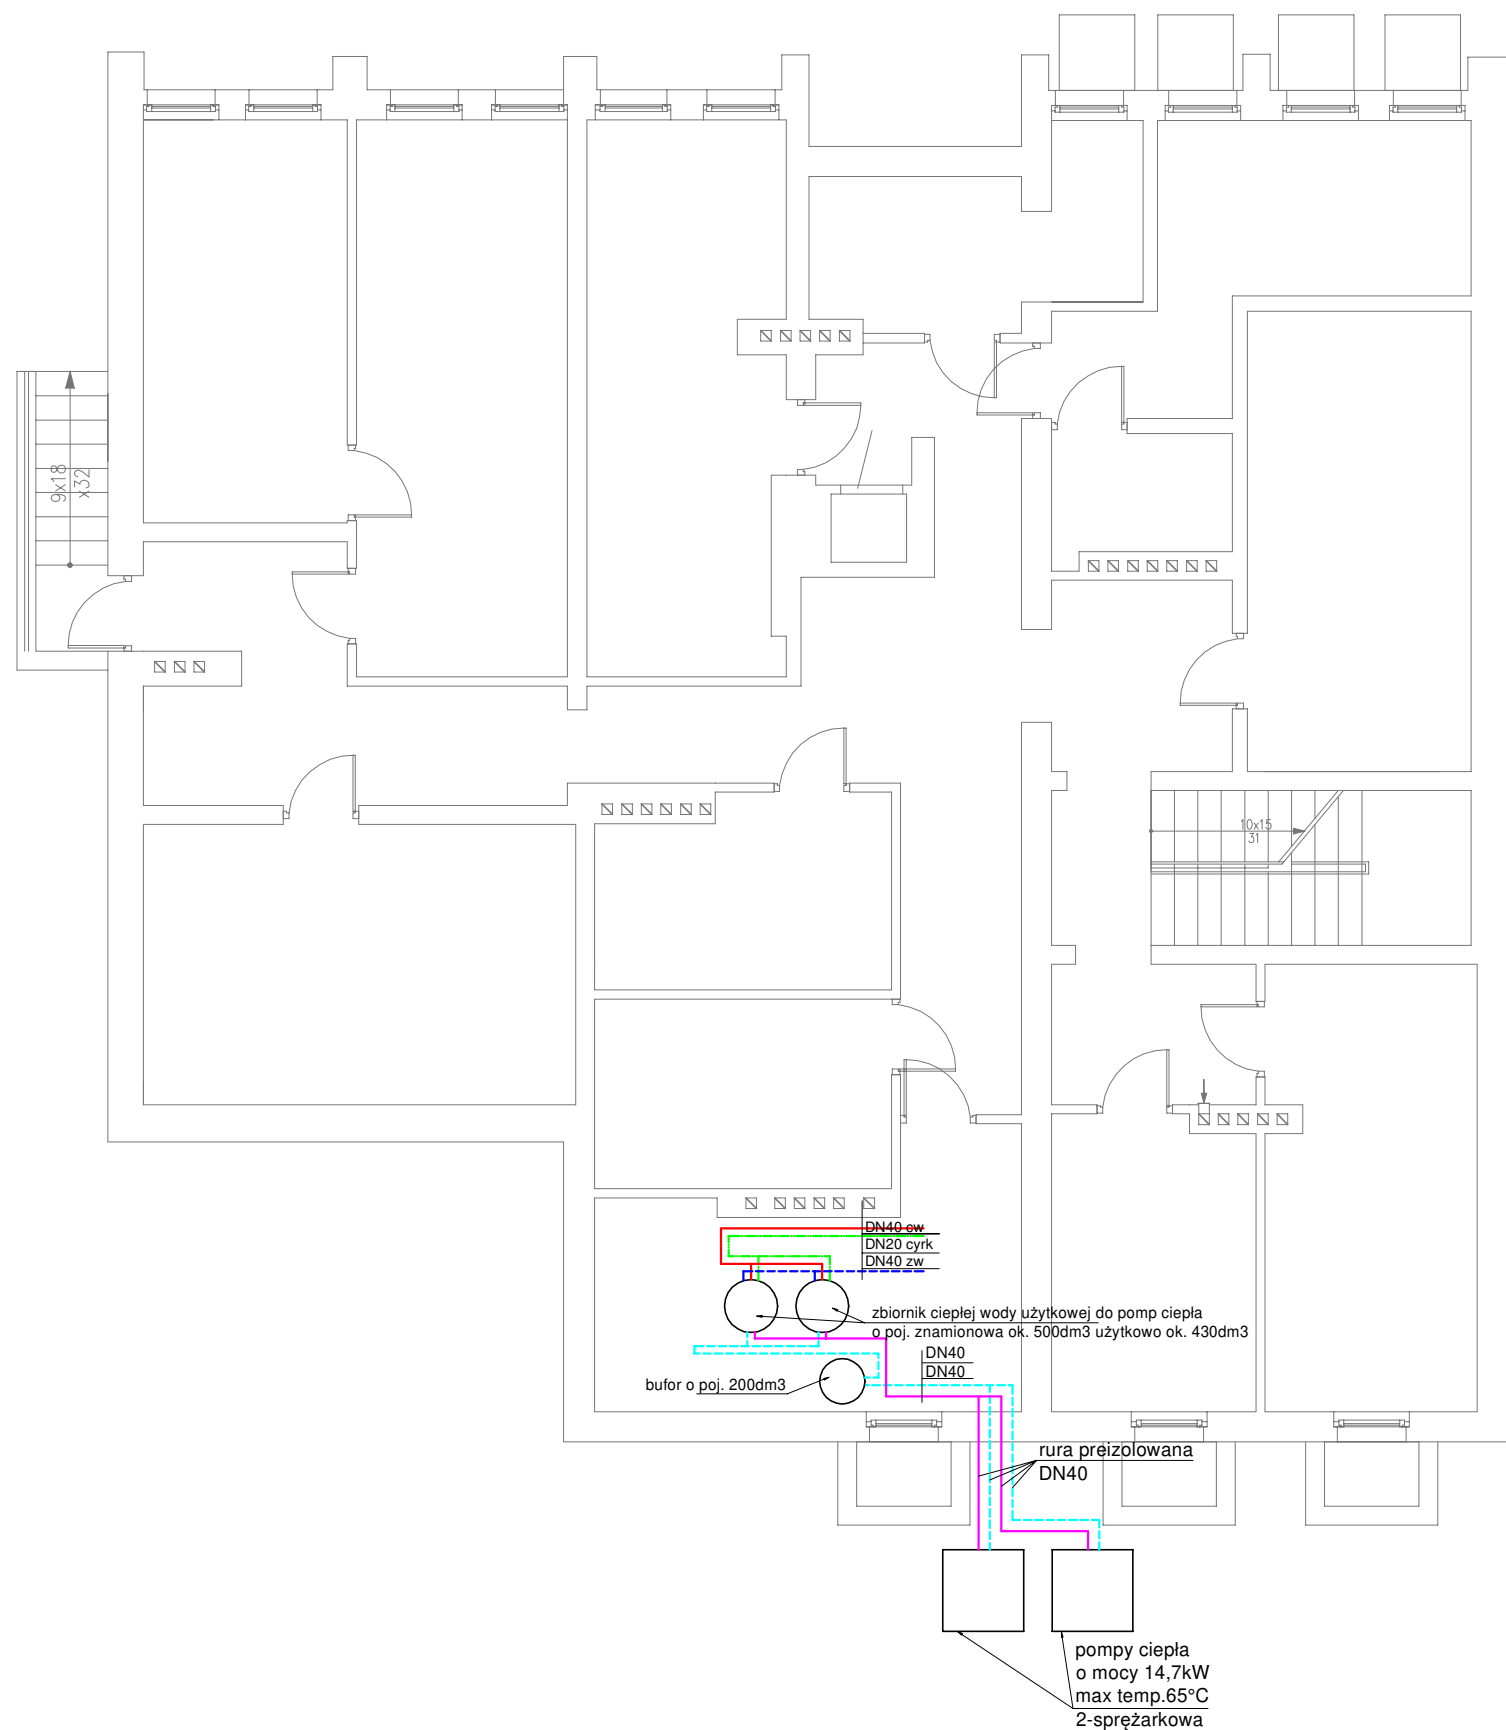 9x18
x32
10x15
31
DN40 cw
DN20 cyrk
DN40 zw
zbiornik ciepłej wody użytkowej do pomp ciepła
o poj. znamionowa ok. 500dm3 użytkowo ok. 430dm3
DN40
DN40
bufor o poj. 200dm3
rura preizolowana
DN40
pompy ciepła
o mocy 14,7kW
max temp.65°C
2-sprężarkowa